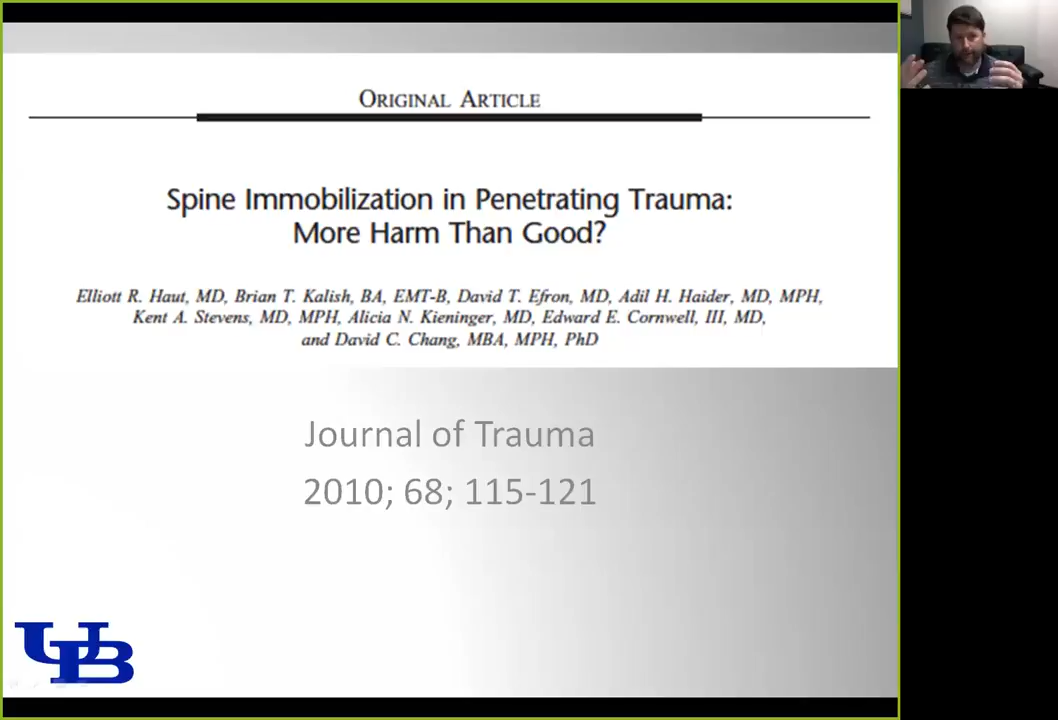 ORIGINAL ARTICLE
Spine Immobilization in Penetrating Trauma:
More Harm Than Good?
Elliott R. Haut, MD, Brian T. Kalish, BA, EMT-B, David T. Efron, MD, Adil H. Haider, MD, MPH,
Kent A. Stevens, MD, MPH, Alicia N. Kieninger, MD, Edward E. Cornwell, III, MD,
and David C. Chang, MBA, MPH, PhD
Journal of Trauma
2010; 68; 115-121
UB